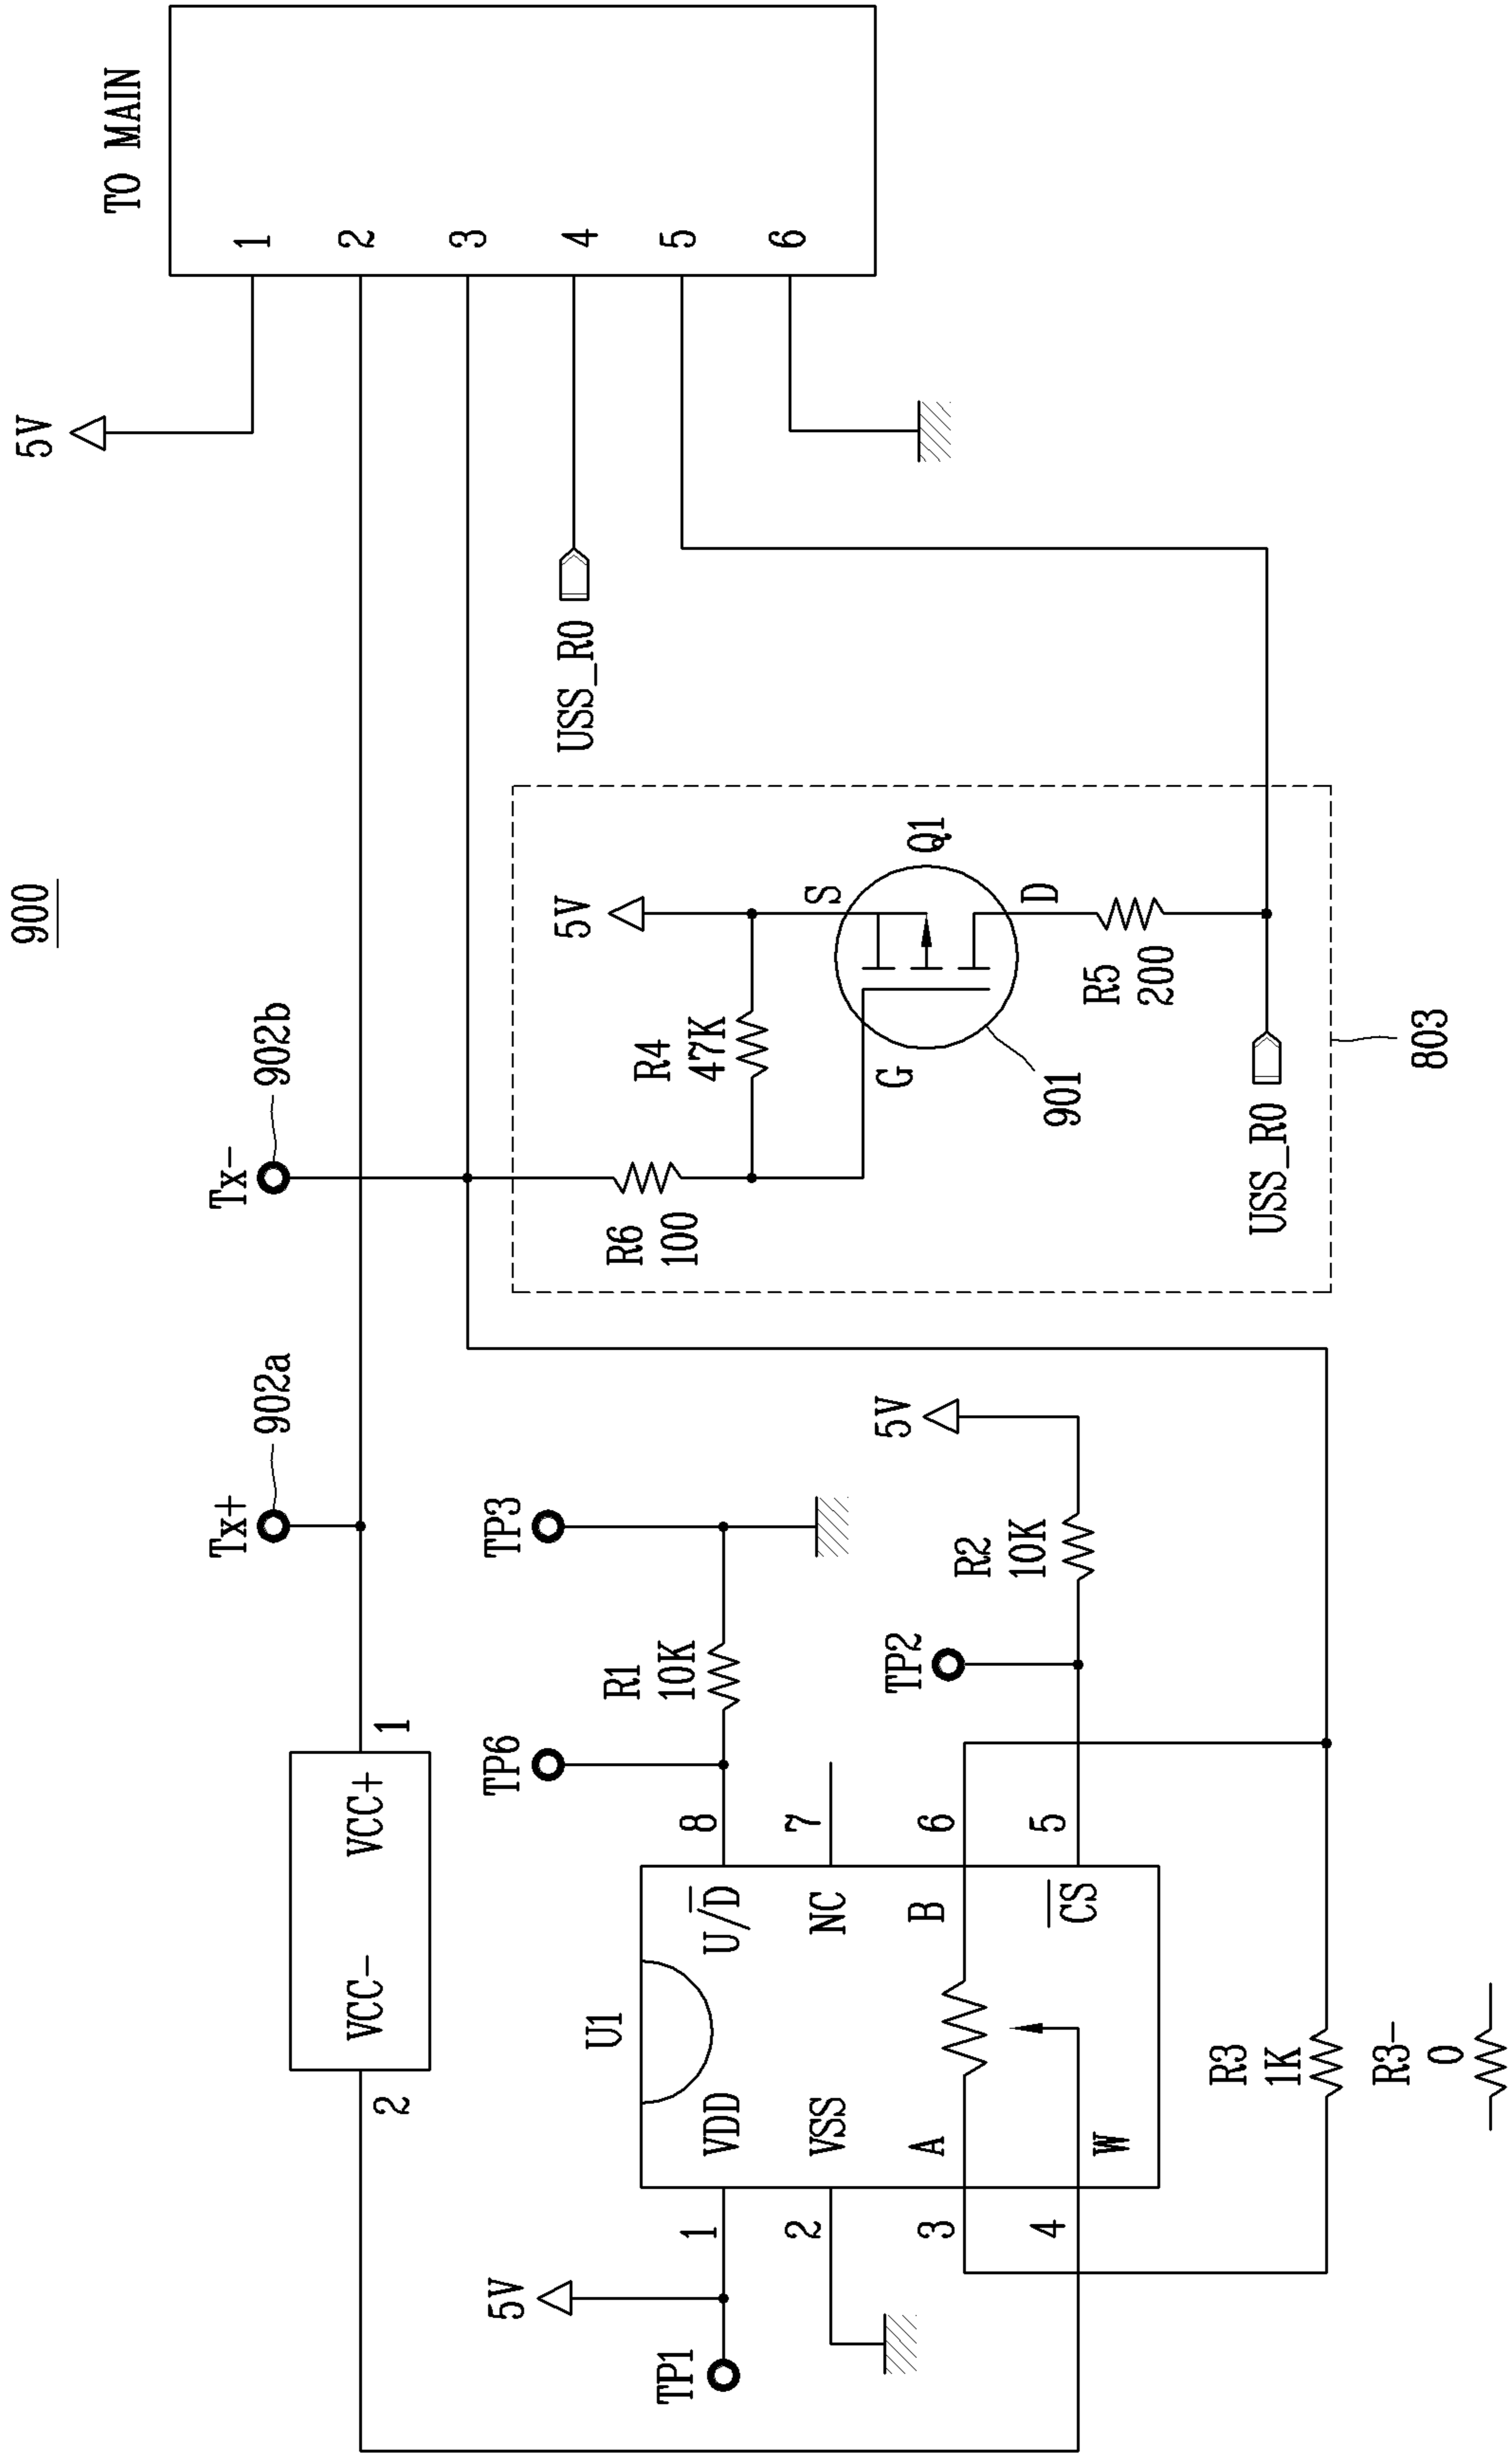 900
5V
TO MAIN
1
2
3
4
5
6
Tx+
902a
Tx-
902b
VCC-
VCC+
2
1
USS_RO
5V
R4
47K
R6
100
S
Q1
G
D
901
R5
200
USS_RO
803
5V
TP1
U1
TP6
R1
10K
TP3
1
VDD
U/D̅
8
2
VSS
NC
7
3
A
B
6
4
W
C̅S̅
5
TP2
R2
10K
5V
R3
1K
R3-
0